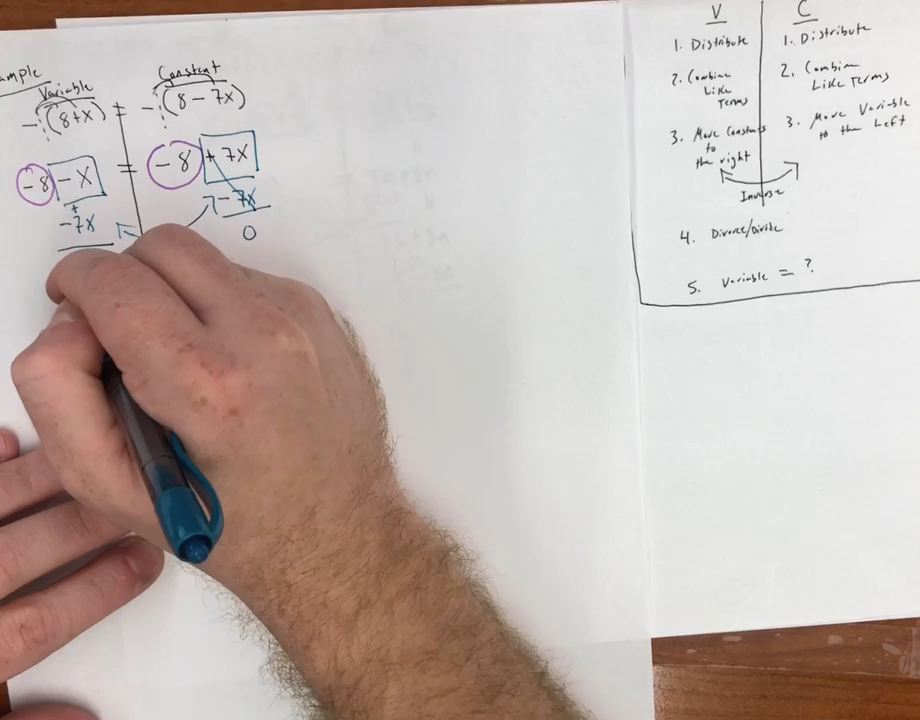 ample
Variable Constant
-(8+x) = -(8-7x)
-8 -x = -8 +7x
+
-7x -7x
0
V C
1. Distribute
2. Combine
Like
Terms
3. Move Constants
to
the right
1. Distribute
2. Combine
Like Terms
3. Move Variable
to the Left
Inverse
4. Divorce/Divide
5. Variable = ?